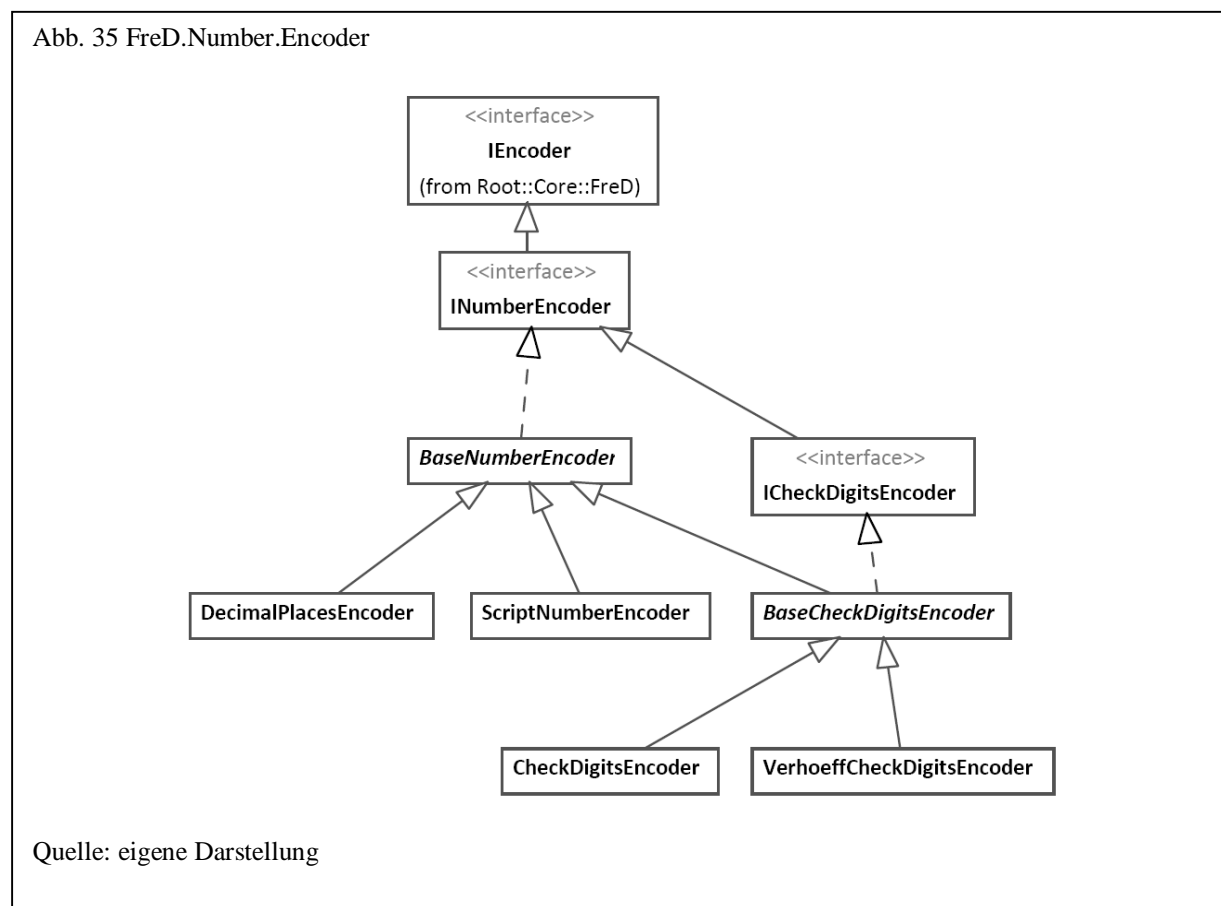 Abb. 35 FreD.Number.Encoder
<<interface>>
IEncoder
(from Root::Core::FreD)
<<interface>>
INumberEncoder
BaseNumberEncoder
<<interface>>
ICheckDigitsEncoder
DecimalPlacesEncoder
ScriptNumberEncoder
BaseCheckDigitsEncoder
CheckDigitsEncoder
VerhoeffCheckDigitsEncoder
Quelle: eigene Darstellung